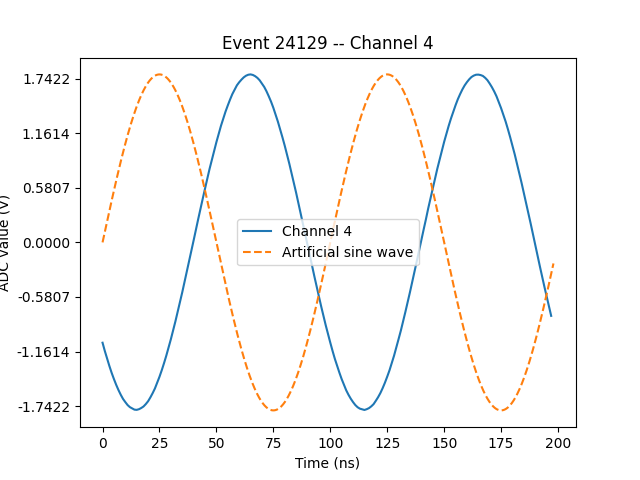 Event 24129 -- Channel 4
1.7422
1.1614
0.5807
0.0000
-0.5807
-1.1614
-1.7422
ADC Value (V)
Channel 4
Artificial sine wave
0 25 50 75 100 125 150 175 200
Time (ns)